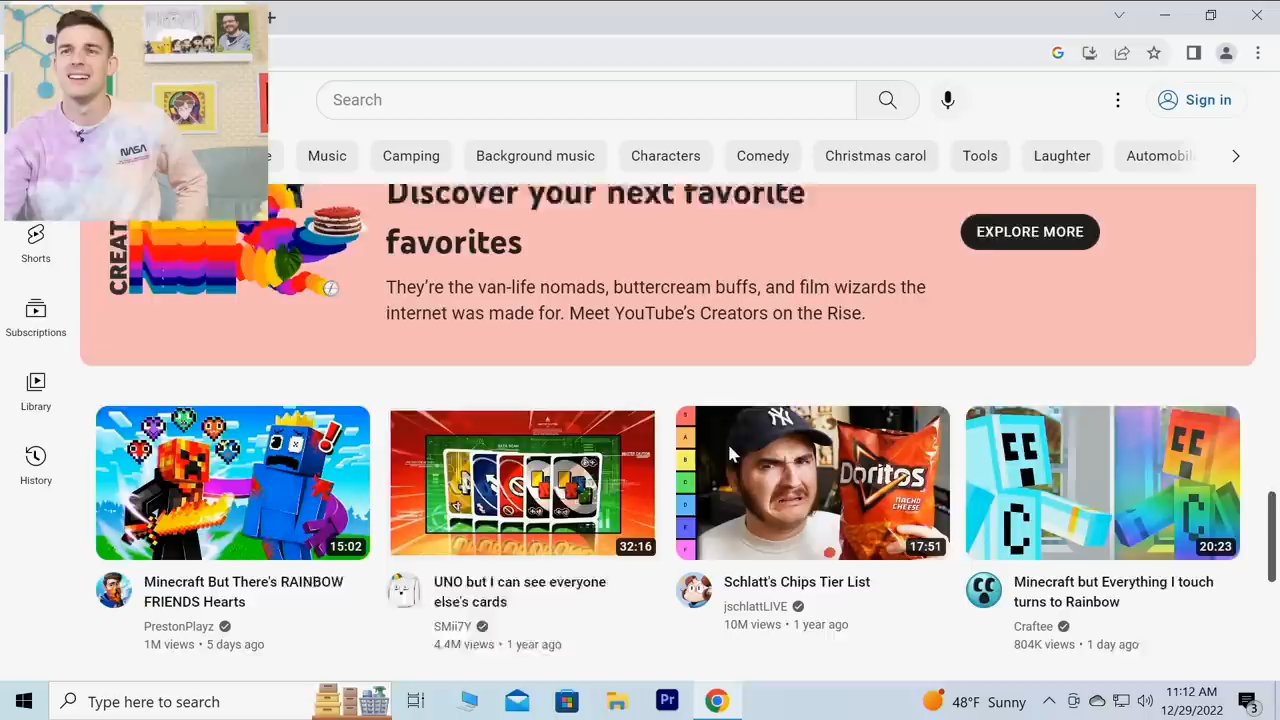 NASA
Search
Sign in
e
Music
Camping
Background music
Characters
Comedy
Christmas carol
Tools
Laughter
Automobil
Shorts
Subscriptions
Library
History
CREAT
Discover your next favorite
favorites
They're the van-life nomads, buttercream buffs, and film wizards the
internet was made for. Meet YouTube's Creators on the Rise.
EXPLORE MORE
15:02
32:16
S
A
B
C
D
F
F
Doritos
NACHO
CHEESE
17:51
C
C
20:23
Minecraft But There's RAINBOW
FRIENDS Hearts
PrestonPlayz
1M views • 5 days ago
UNO but I can see everyone
else's cards
SMii7Y
4.4M views • 1 year ago
Schlatt's Chips Tier List
jschlattLIVE
10M views • 1 year ago
Minecraft but Everything I touch
turns to Rainbow
Craftee
804K views • 1 day ago
Type here to search
Pr
48°F Sunny
11:12 AM
12/29/2022
3